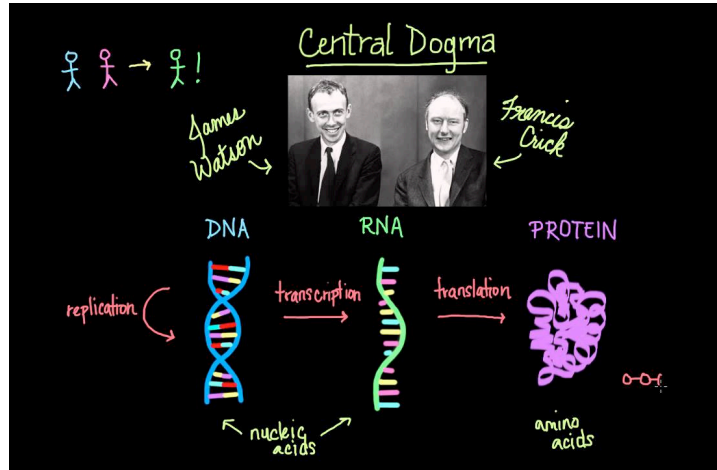 Central Dogma
James
Watson
Francis
Crick
DNA
RNA
PROTEIN
replication
transcription
translation
nucleic
acids
amino
acids